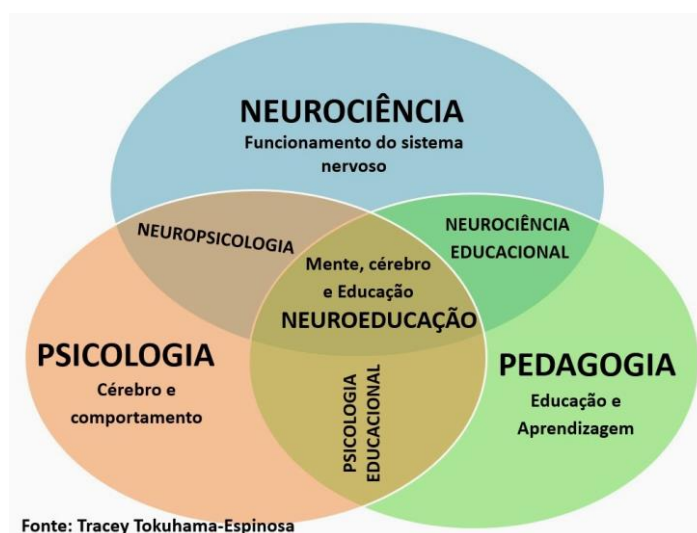 NEUROCIÊNCIA
Funcionamento do sistema
nervoso
NEUROPSICOLOGIA
NEUROCIÊNCIA
EDUCACIONAL
Mente, cérebro
e Educação
NEUROEDUCAÇÃO
PSICOLOGIA
Cérebro e
comportamento
PSICOLOGIA
EDUCACIONAL
PEDAGOGIA
Educação e
Aprendizagem
Fonte: Tracey Tokuhama-Espinosa